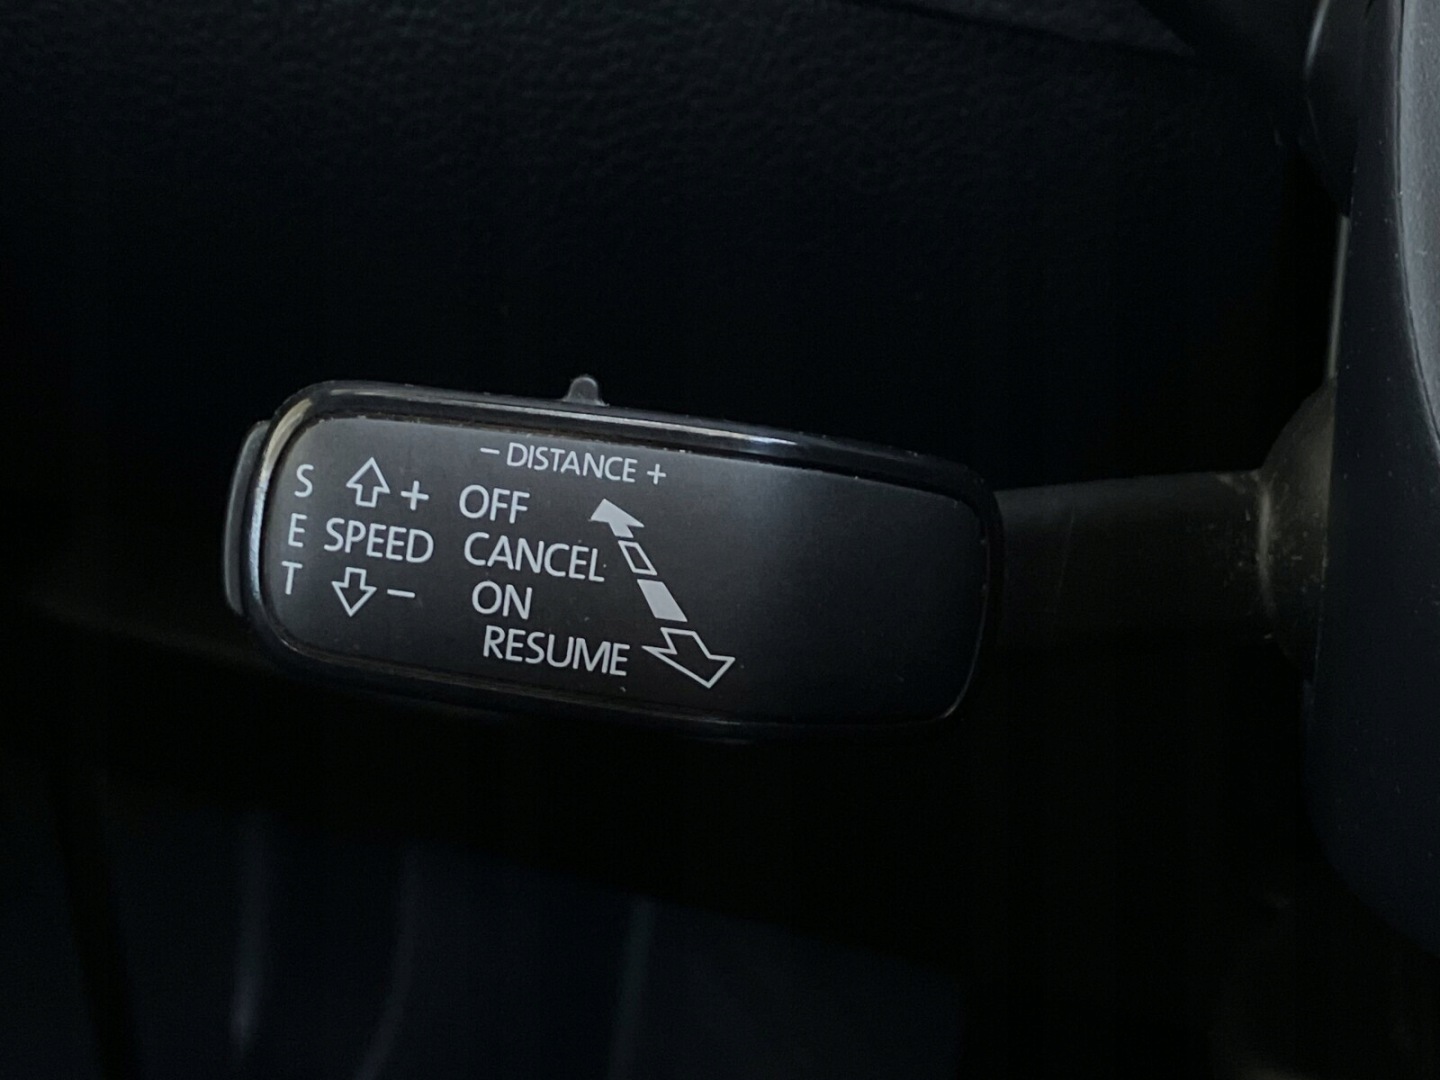 – DISTANCE +
S
E
T
+
SPEED
–
OFF
CANCEL
ON
RESUME